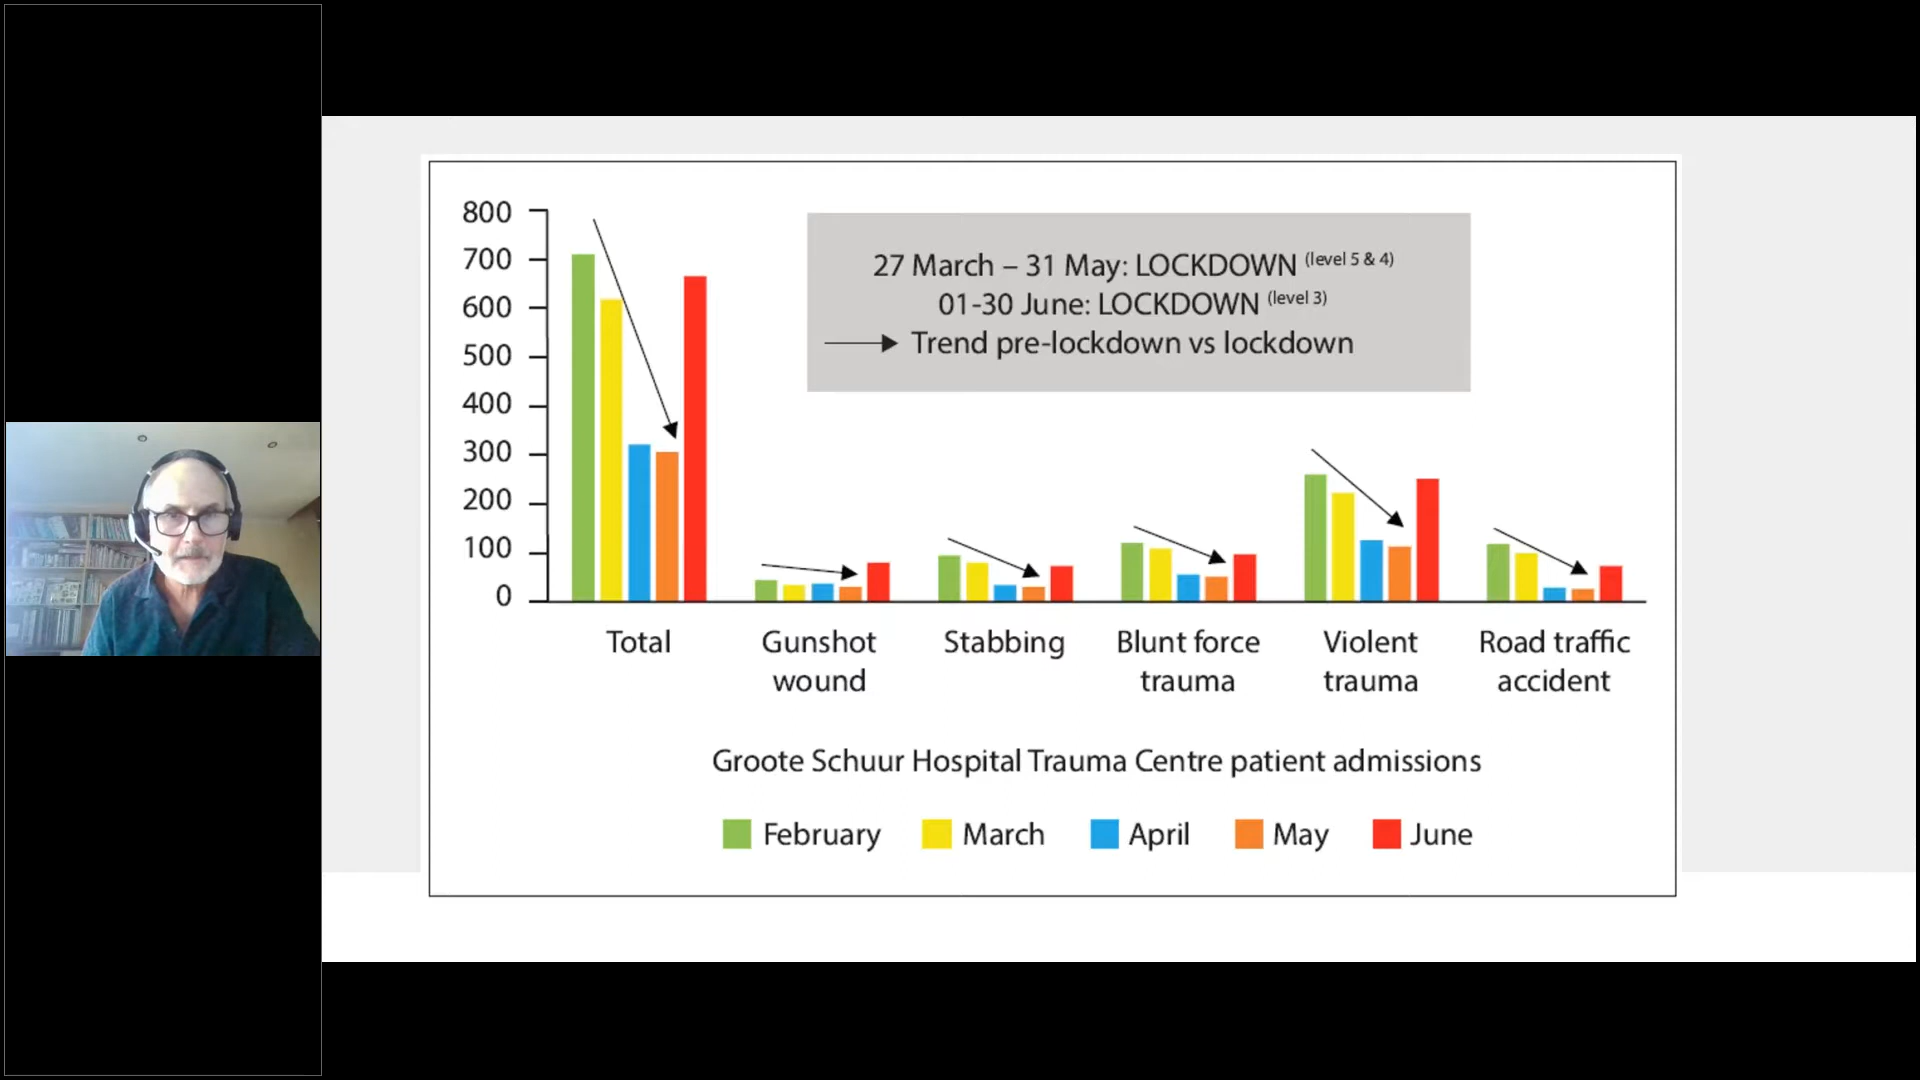 800
700
600
500
400
300
200
100
0
27 March – 31 May: LOCKDOWN (level 5 & 4)
01-30 June: LOCKDOWN (level 3)
Trend pre-lockdown vs lockdown
Total
Gunshot wound
Stabbing
Blunt force trauma
Violent trauma
Road traffic accident
Groote Schuur Hospital Trauma Centre patient admissions
February March April May June